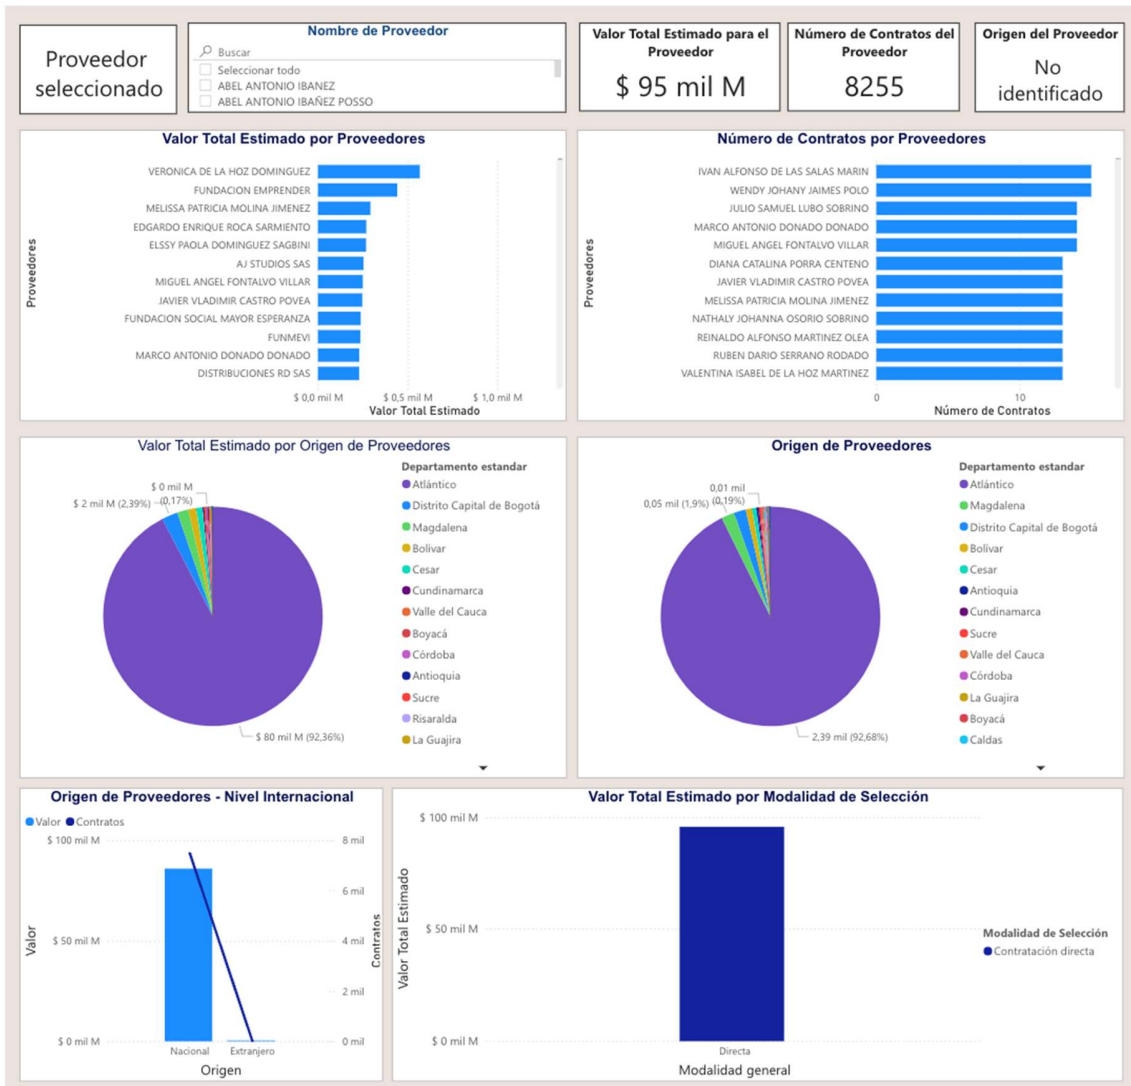 Proveedor
seleccionado
Nombre de Proveedor
Buscar
Seleccionar todo
ABEL ANTONIO IBANEZ
ABEL ANTONIO IBAÑEZ POSSO
Valor Total Estimado para el
Proveedor
$ 95 mil M
Número de Contratos del
Proveedor
8255
Origen del Proveedor
No
identificado
Valor Total Estimado por Proveedores
Proveedores
VERONICA DE LA HOZ DOMINGUEZ
FUNDACION EMPRENDER
MELISSA PATRICIA MOLINA JIMENEZ
EDGARDO ENRIQUE ROCA SARMIENTO
ELSSY PAOLA DOMINGUEZ SAGBINI
AJ STUDIOS SAS
MIGUEL ANGEL FONTALVO VILLAR
JAVIER VLADIMIR CASTRO POVEA
FUNDACION SOCIAL MAYOR ESPERANZA
FUNMEVI
MARCO ANTONIO DONADO DONADO
DISTRIBUCIONES RD SAS
$ 0,0 mil M $ 0,5 mil M $ 1,0 mil M
Valor Total Estimado
Número de Contratos por Proveedores
Proveedores
IVAN ALFONSO DE LAS SALAS MARIN
WENDY JOHANY JAIMES POLO
JULIO SAMUEL LUBO SOBRINO
MARCO ANTONIO DONADO DONADO
MIGUEL ANGEL FONTALVO VILLAR
DIANA CATALINA PORRA CENTENO
JAVIER VLADIMIR CASTRO POVEA
MELISSA PATRICIA MOLINA JIMENEZ
NATHALY JOHANNA OSORIO SOBRINO
REINALDO ALFONSO MARTINEZ OLEA
RUBEN DARIO SERRANO RODADO
VALENTINA ISABEL DE LA HOZ MARTINEZ
0 10
Número de Contratos
Valor Total Estimado por Origen de Proveedores
$ 0 mil M
(0,17%)
$ 2 mil M (2,39%)
$ 80 mil M (92,36%)
Departamento estandar
Atlántico
Distrito Capital de Bogotá
Magdalena
Bolívar
Cesar
Cundinamarca
Valle del Cauca
Boyacá
Córdoba
Antioquia
Sucre
Risaralda
La Guajira
Origen de Proveedores
0,01 mil
(0,19%)
0,05 mil (1,9%)
2,39 mil (92,68%)
Departamento estandar
Atlántico
Magdalena
Distrito Capital de Bogotá
Bolívar
Cesar
Antioquia
Cundinamarca
Sucre
Valle del Cauca
Córdoba
La Guajira
Boyacá
Caldas
Origen de Proveedores - Nivel Internacional
Valor Contratos
$ 100 mil M
$ 50 mil M
$ 0 mil M
Valor
8 mil
6 mil
4 mil
2 mil
0 mil
Contratos
Nacional Extranjero
Origen
Valor Total Estimado por Modalidad de Selección
$ 100 mil M
$ 50 mil M
$ 0 mil M
Valor Total Estimado
Directa
Modalidad general
Modalidad de Selección
Contratación directa